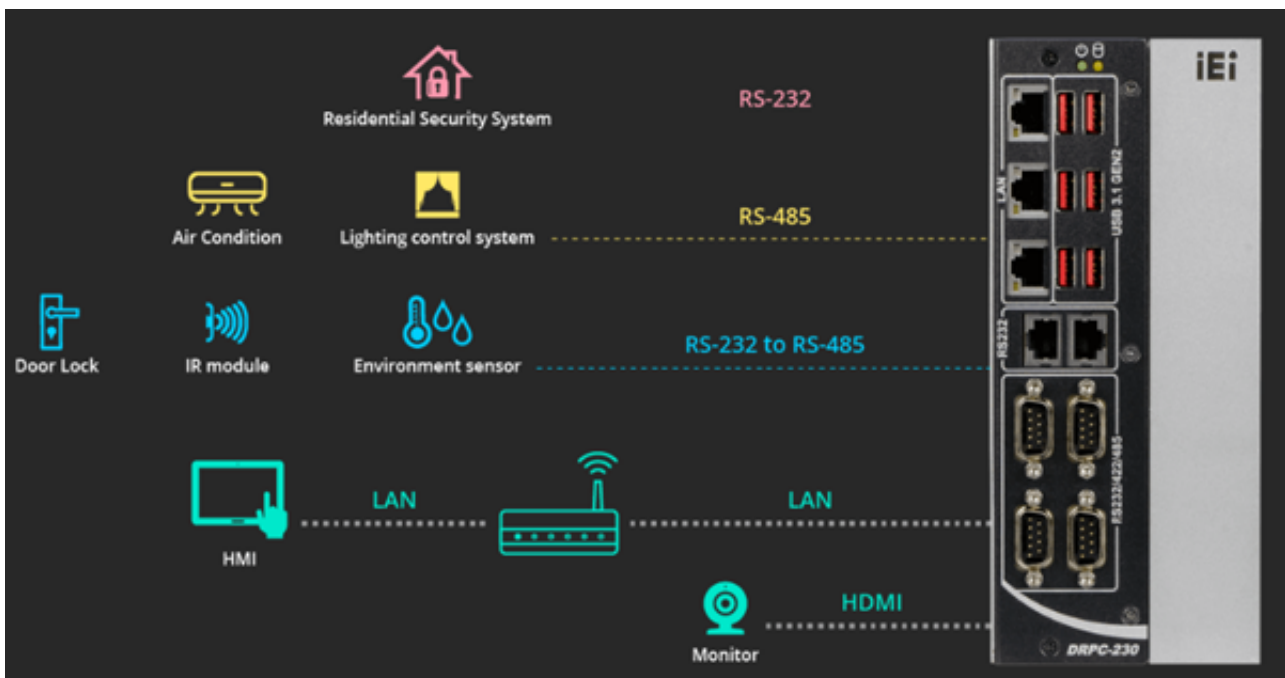 iEi
Residential Security System
RS-232
Air Condition
Lighting control system
RS-485
Door Lock
IR module
Environment sensor
RS-232 to RS-485
HMI
LAN
LAN
Monitor
HDMI
LAN
USB 3.1 GEN2
RS232
RS232/422/485
DRPC-230